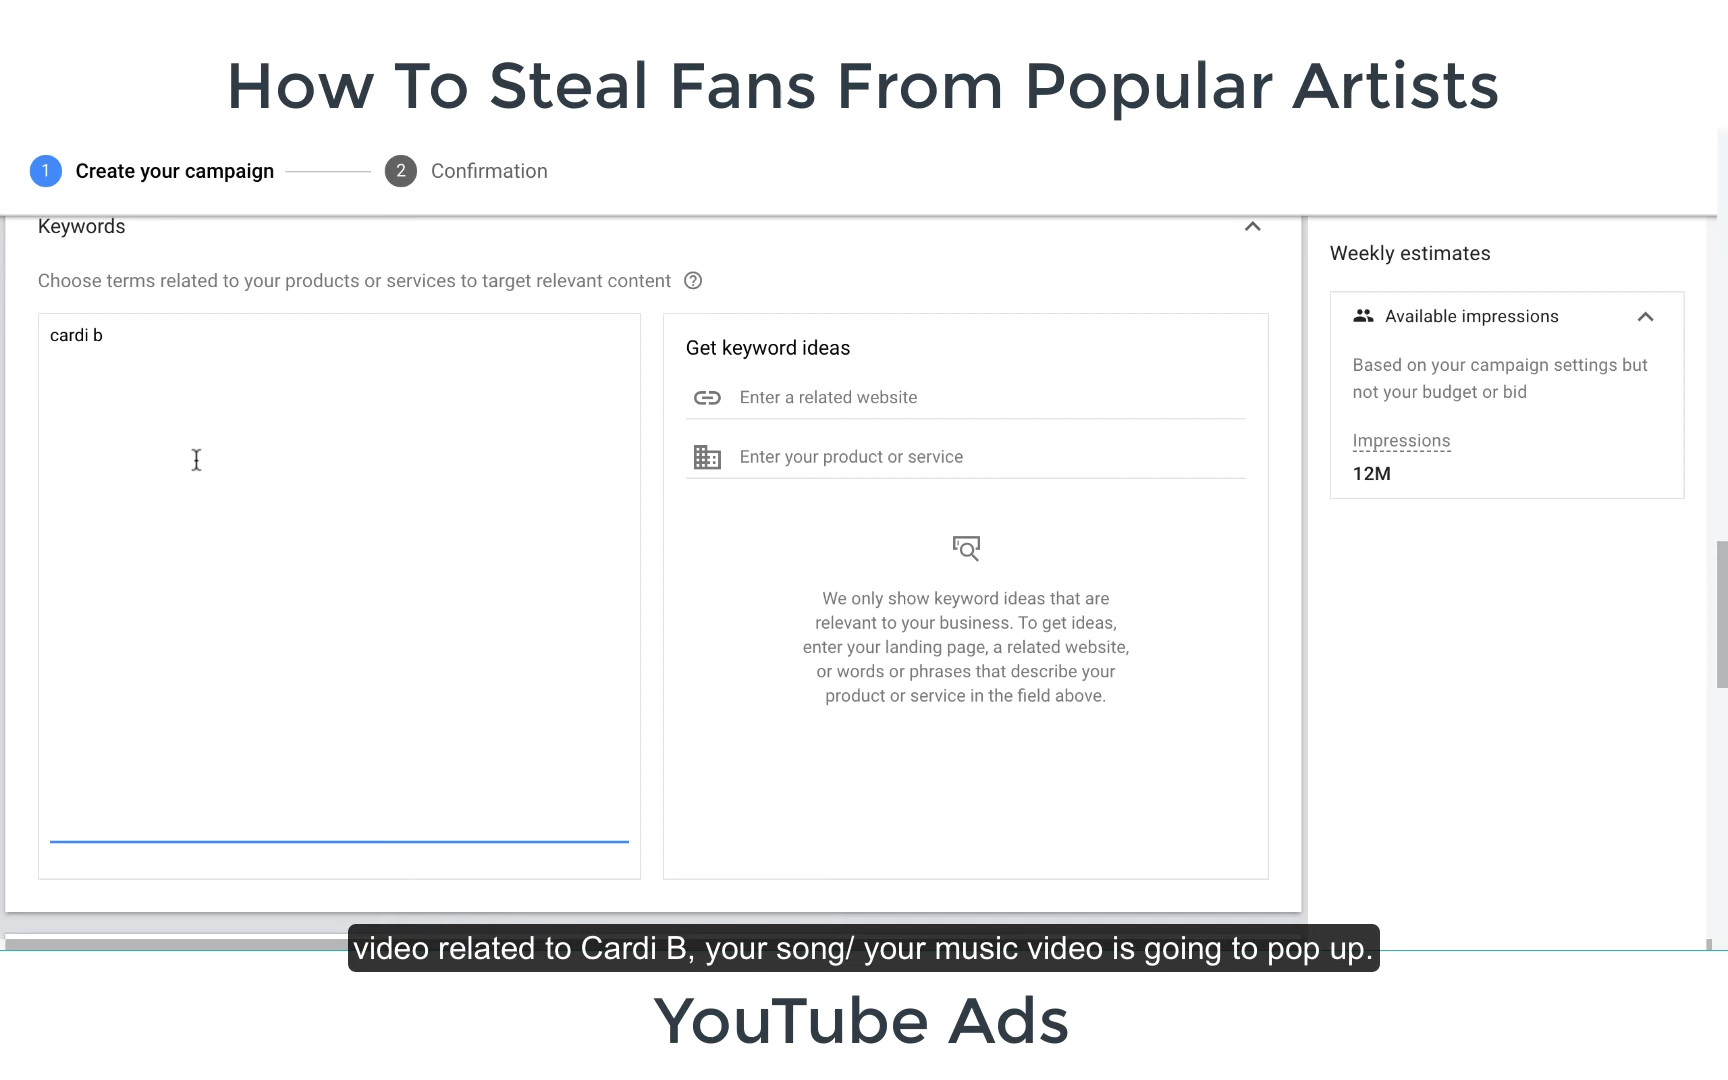 How To Steal Fans From Popular Artists
1 Create your campaign 2 Confirmation
Keywords
Choose terms related to your products or services to target relevant content ?
cardi b
Get keyword ideas
Enter a related website
Enter your product or service
We only show keyword ideas that are
relevant to your business. To get ideas,
enter your landing page, a related website,
or words or phrases that describe your
product or service in the field above.
Weekly estimates
Available impressions
Based on your campaign settings but
not your budget or bid
Impressions
12M
video related to Cardi B, your song/ your music video is going to pop up.
YouTube Ads